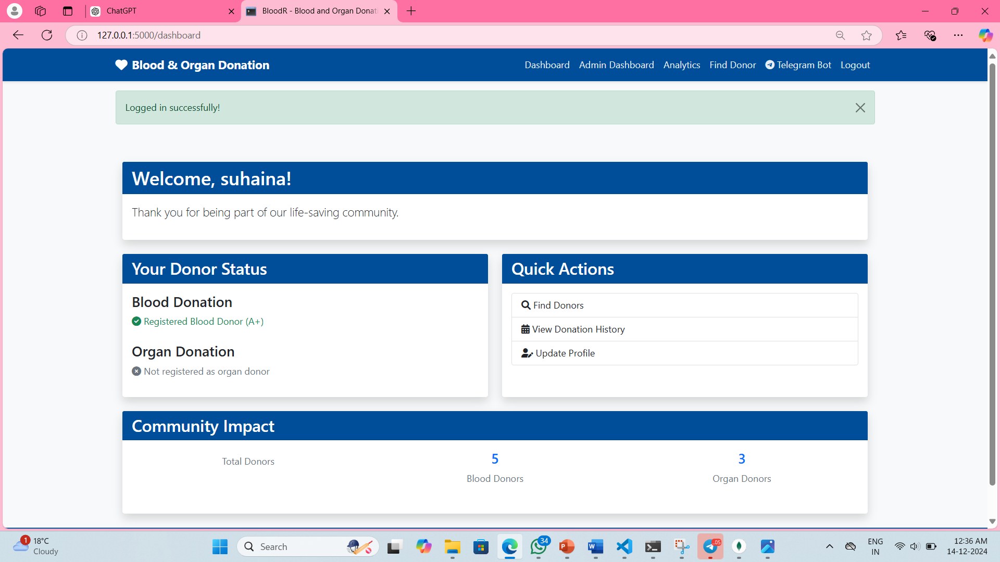 ChatGPT
BloodR - Blood and Organ Donati
127.0.0.1:5000/dashboard
Blood & Organ Donation
Dashboard Admin Dashboard Analytics Find Donor Telegram Bot Logout
Logged in successfully!
Welcome, suhaina!
Thank you for being part of our life-saving community.
Your Donor Status
Blood Donation
Registered Blood Donor (A+)
Organ Donation
Not registered as organ donor
Quick Actions
Find Donors
View Donation History
Update Profile
Community Impact
Total Donors
5
Blood Donors
3
Organ Donors
1
18°C
Cloudy
Search
34
P
W
.05
ENG
IN
12:36 AM
14-12-2024